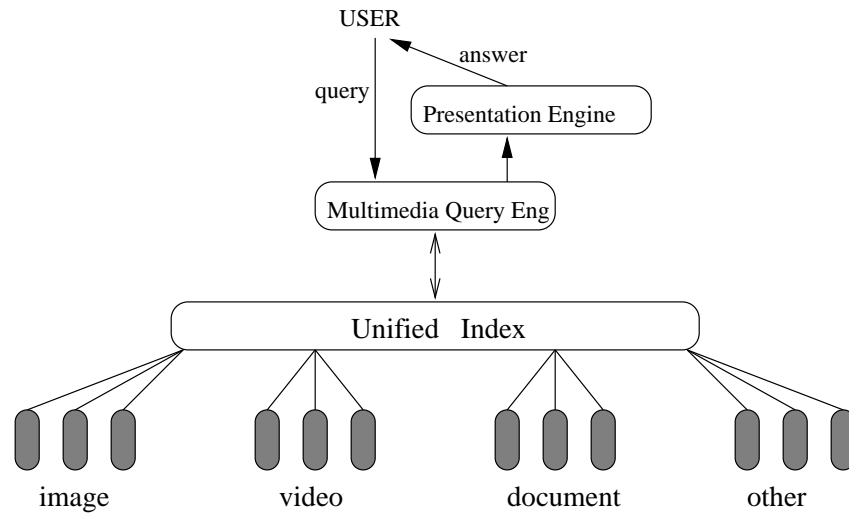 USER
answer
query
Presentation Engine
Multimedia Query Eng
Unified Index
image video document other